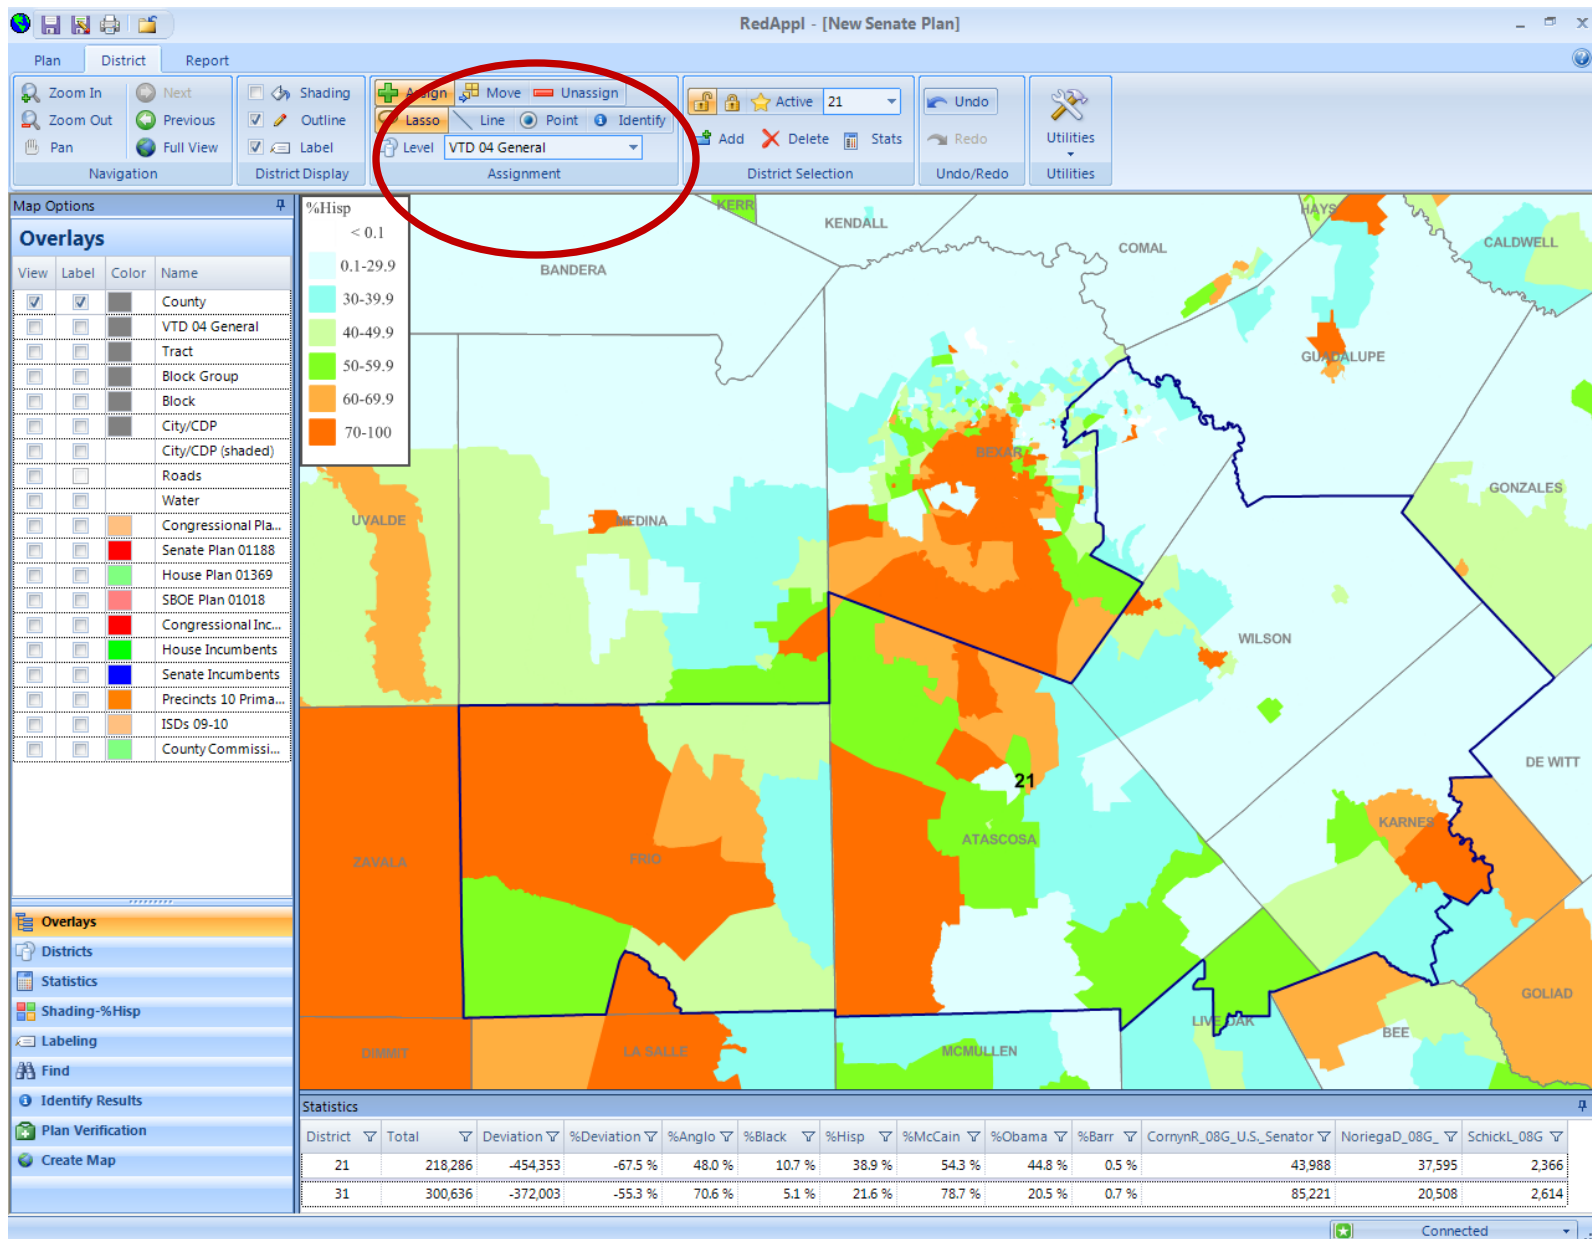 RedAppl - [New Senate Plan]
Plan District Report
Zoom In Next Shading Assign Move Unassign Active 21 Undo
Zoom Out Previous Outline Lasso Line Point Identify Add Delete Stats Redo Utilities
Pan Full View Label Level VTD 04 General
Navigation District Display Assignment District Selection Undo/Redo Utilities
Map Options
Overlays
View Label Color Name
County
VTD 04 General
Tract
Block Group
Block
City/CDP
City/CDP (shaded)
Roads
Water
Congressional Pla...
Senate Plan 01188
House Plan 01369
SBOE Plan 01018
Congressional Inc...
House Incumbents
Senate Incumbents
Precincts 10 Prima...
ISDs 09-10
County Commissi...
Overlays
Districts
Statistics
Shading-%Hisp
Labeling
Find
Identify Results
Plan Verification
Create Map
%Hisp
< 0.1
0.1-29.9
30-39.9
40-49.9
50-59.9
60-69.9
70-100
KERR
KENDALL
HAYS
COMAL
CALDWELL
BANDERA
GUADALUPE
BEXAR
GONZALES
UVALDE
MEDINA
WILSON
DE WITT
21
KARNES
ATASCOSA
ZAVALA
FRIO
GOLIAD
LIVE OAK
BEE
DIMMIT
LA SALLE
MCMULLEN
Statistics
District Total Deviation %Deviation %Anglo %Black %Hisp %McCain %Obama %Barr CornynR_08G_U.S._Senator NoriegaD_08G_ SchickL_08G
21 218,286 -454,353 -67.5 % 48.0 % 10.7 % 38.9 % 54.3 % 44.8 % 0.5 % 43,988 37,595 2,366
31 300,636 -372,003 -55.3 % 70.6 % 5.1 % 21.6 % 78.7 % 20.5 % 0.7 % 85,221 20,508 2,614
Connected